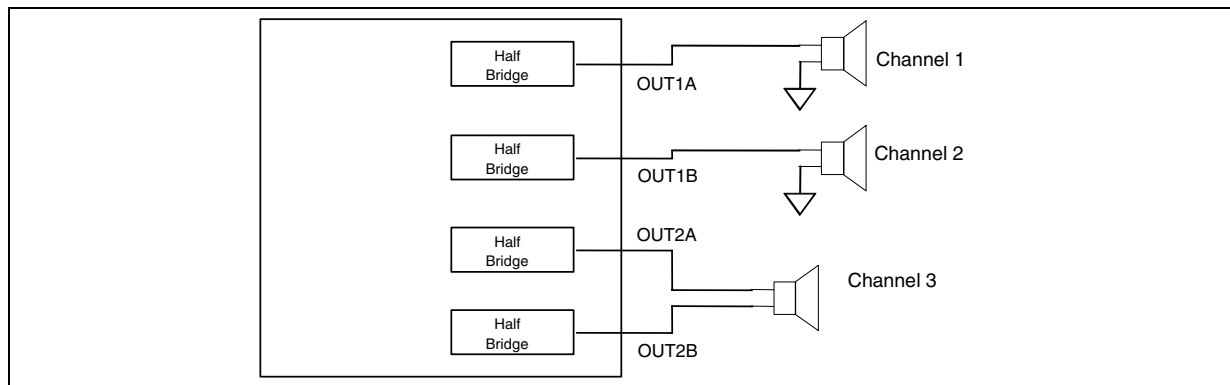 Half
Bridge
OUT1A
Channel 1
Half
Bridge
OUT1B
Channel 2
Half
Bridge
OUT2A
Channel 3
Half
Bridge
OUT2B